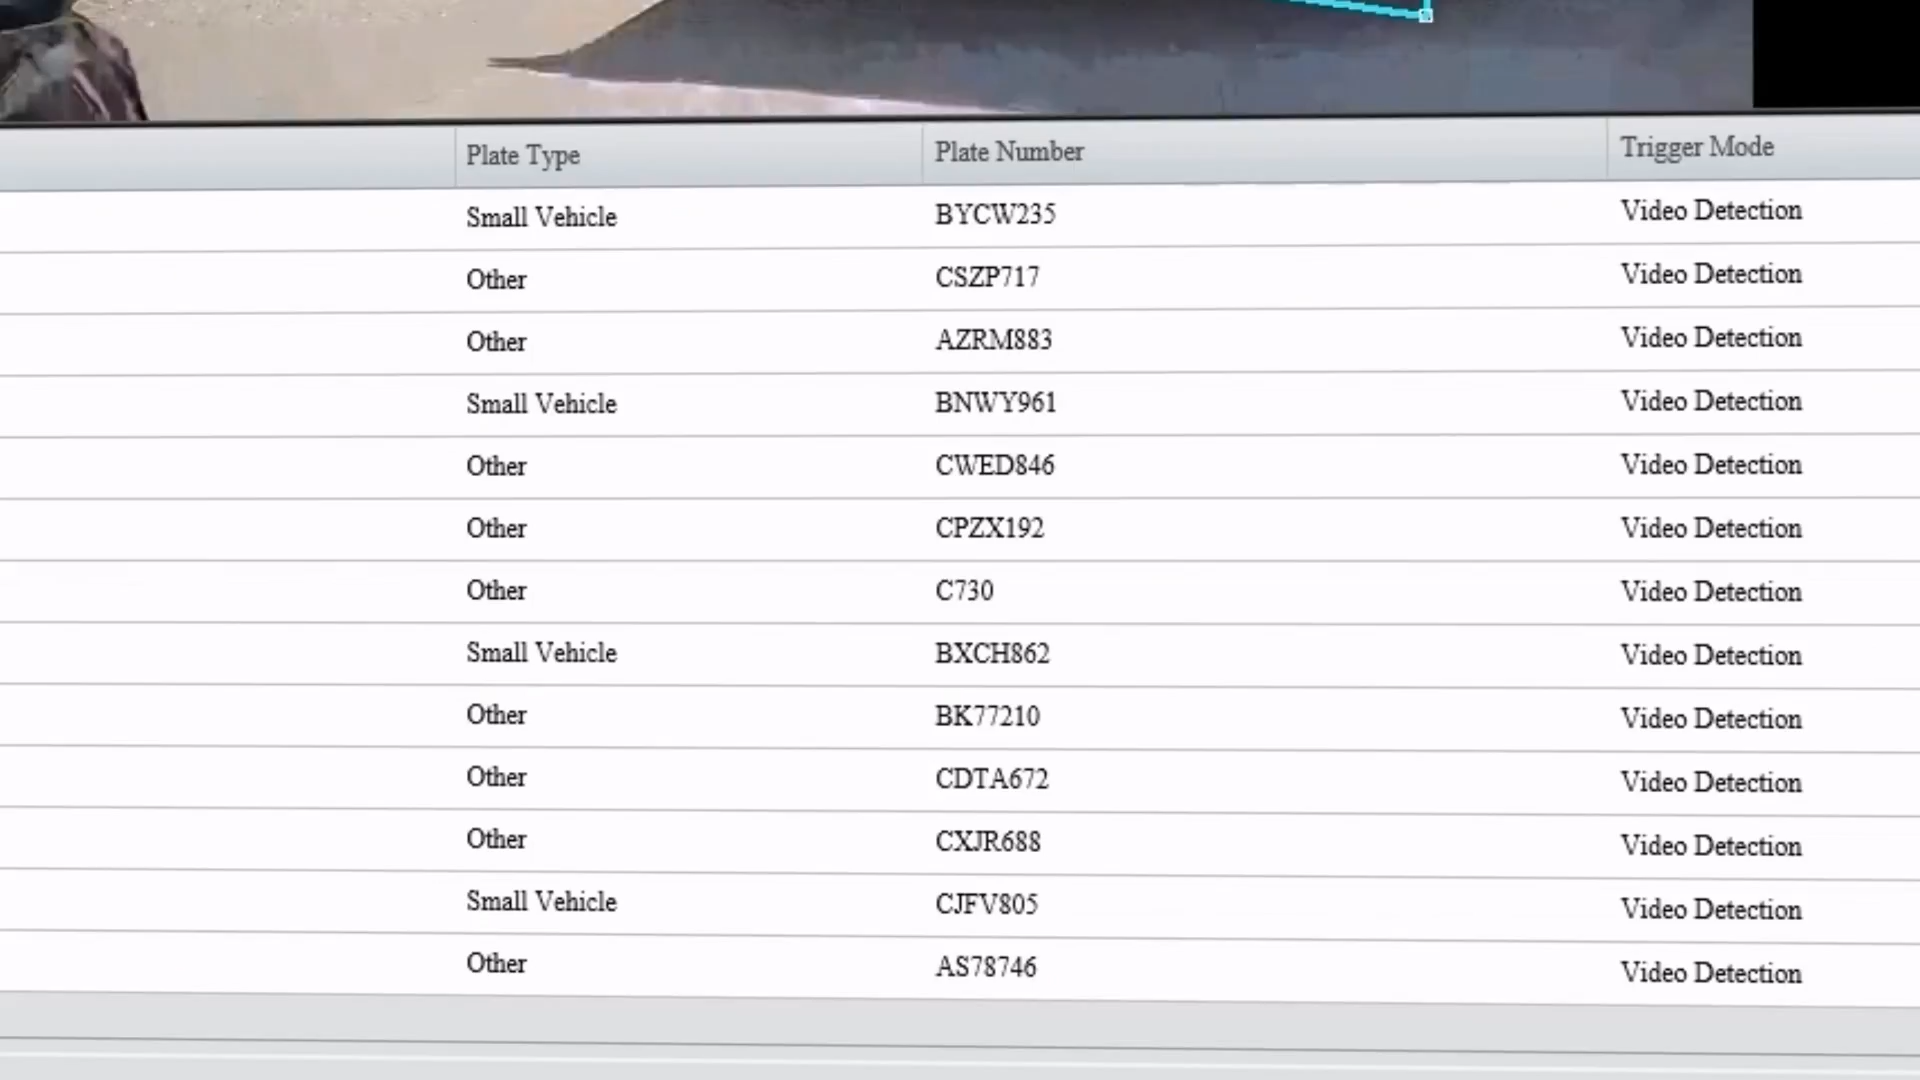 Plate Type Plate Number Trigger Mode
Small Vehicle BYCW235 Video Detection
Other CSZP717 Video Detection
Other AZRM883 Video Detection
Small Vehicle BNWY961 Video Detection
Other CWED846 Video Detection
Other CPZX192 Video Detection
Other C730 Video Detection
Small Vehicle BXCH862 Video Detection
Other BK77210 Video Detection
Other CDTA672 Video Detection
Other CXJR688 Video Detection
Small Vehicle CJFV805 Video Detection
Other AS78746 Video Detection